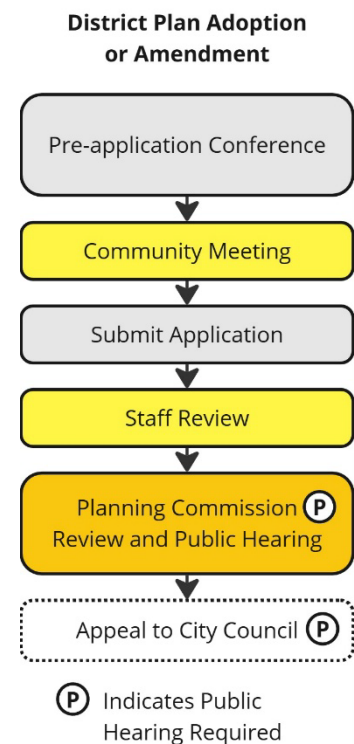 District Plan Adoption
or Amendment
Pre-application Conference
Community Meeting
Submit Application
Staff Review
Planning Commission P
Review and Public Hearing
Appeal to City Council P
P Indicates Public
Hearing Required